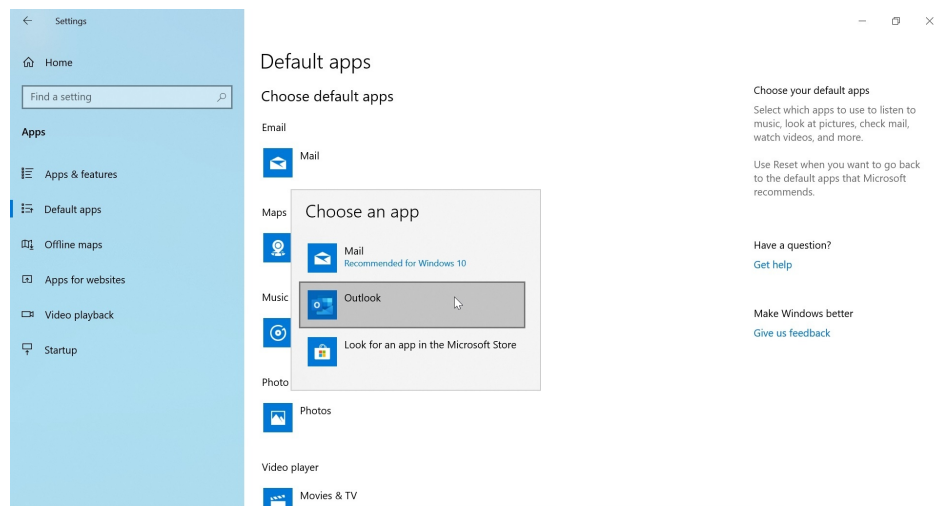 Settings
Home
Find a setting
Apps
Apps & features
Default apps
Offline maps
Apps for websites
Video playback
Startup
Default apps
Choose default apps
Email
Mail
Maps
Choose an app
Mail
Recommended for Windows 10
Music
Outlook
Look for an app in the Microsoft Store
Photo
Photos
Video player
Movies & TV
Choose your default apps
Select which apps to use to listen to
music, look at pictures, check mail,
watch videos, and more.
Use Reset when you want to go back
to the default apps that Microsoft
recommends.
Have a question?
Get help
Make Windows better
Give us feedback